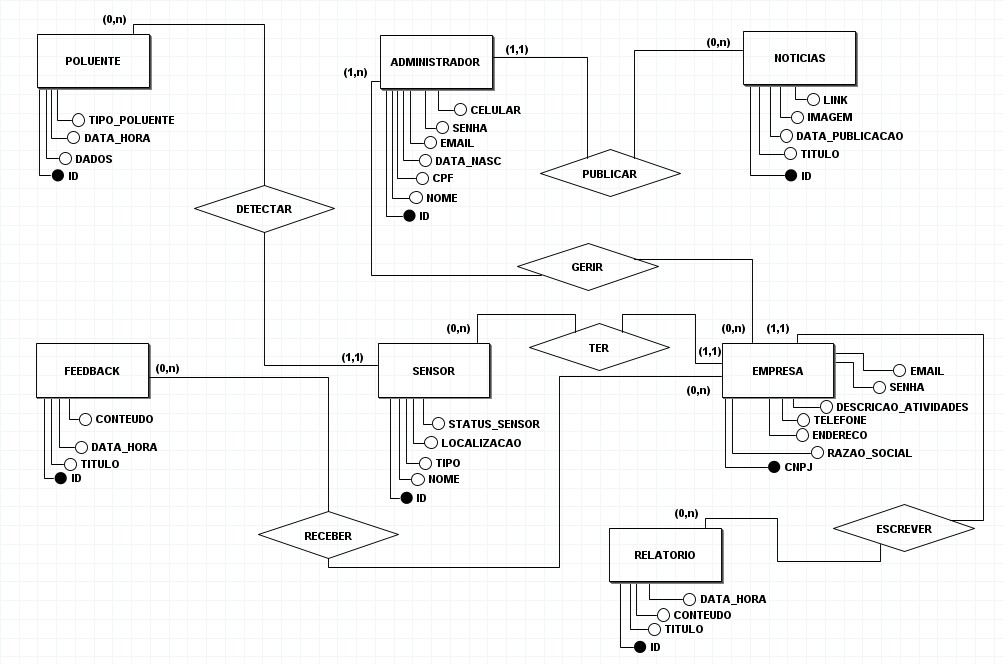 (0,n)
POLUENTE
TIPO_POLUENTE
DATA_HORA
DADOS
ID
ADMINISTRADOR
(1,1)
(1,n)
CELULAR
SENHA
EMAIL
DATA_NASC
CPF
NOME
ID
(0,n)
NOTICIAS
LINK
IMAGEM
DATA_PUBLICACAO
TITULO
ID
PUBLICAR
DETECTAR
GERIR
(0,n)
TER
(0,n)
(1,1)
(1,1)
(1,1)
FEEDBACK
(0,n)
CONTEUDO
DATA_HORA
TITULO
ID
SENSOR
STATUS_SENSOR
LOCALIZACAO
TIPO
NOME
ID
EMPRESA
(0,n)
EMAIL
SENHA
DESCRICAO_ATIVIDADES
TELEFONE
ENDERECO
RAZAO_SOCIAL
CNPJ
RECEBER
(0,n)
ESCREVER
RELATORIO
DATA_HORA
CONTEUDO
TITULO
ID